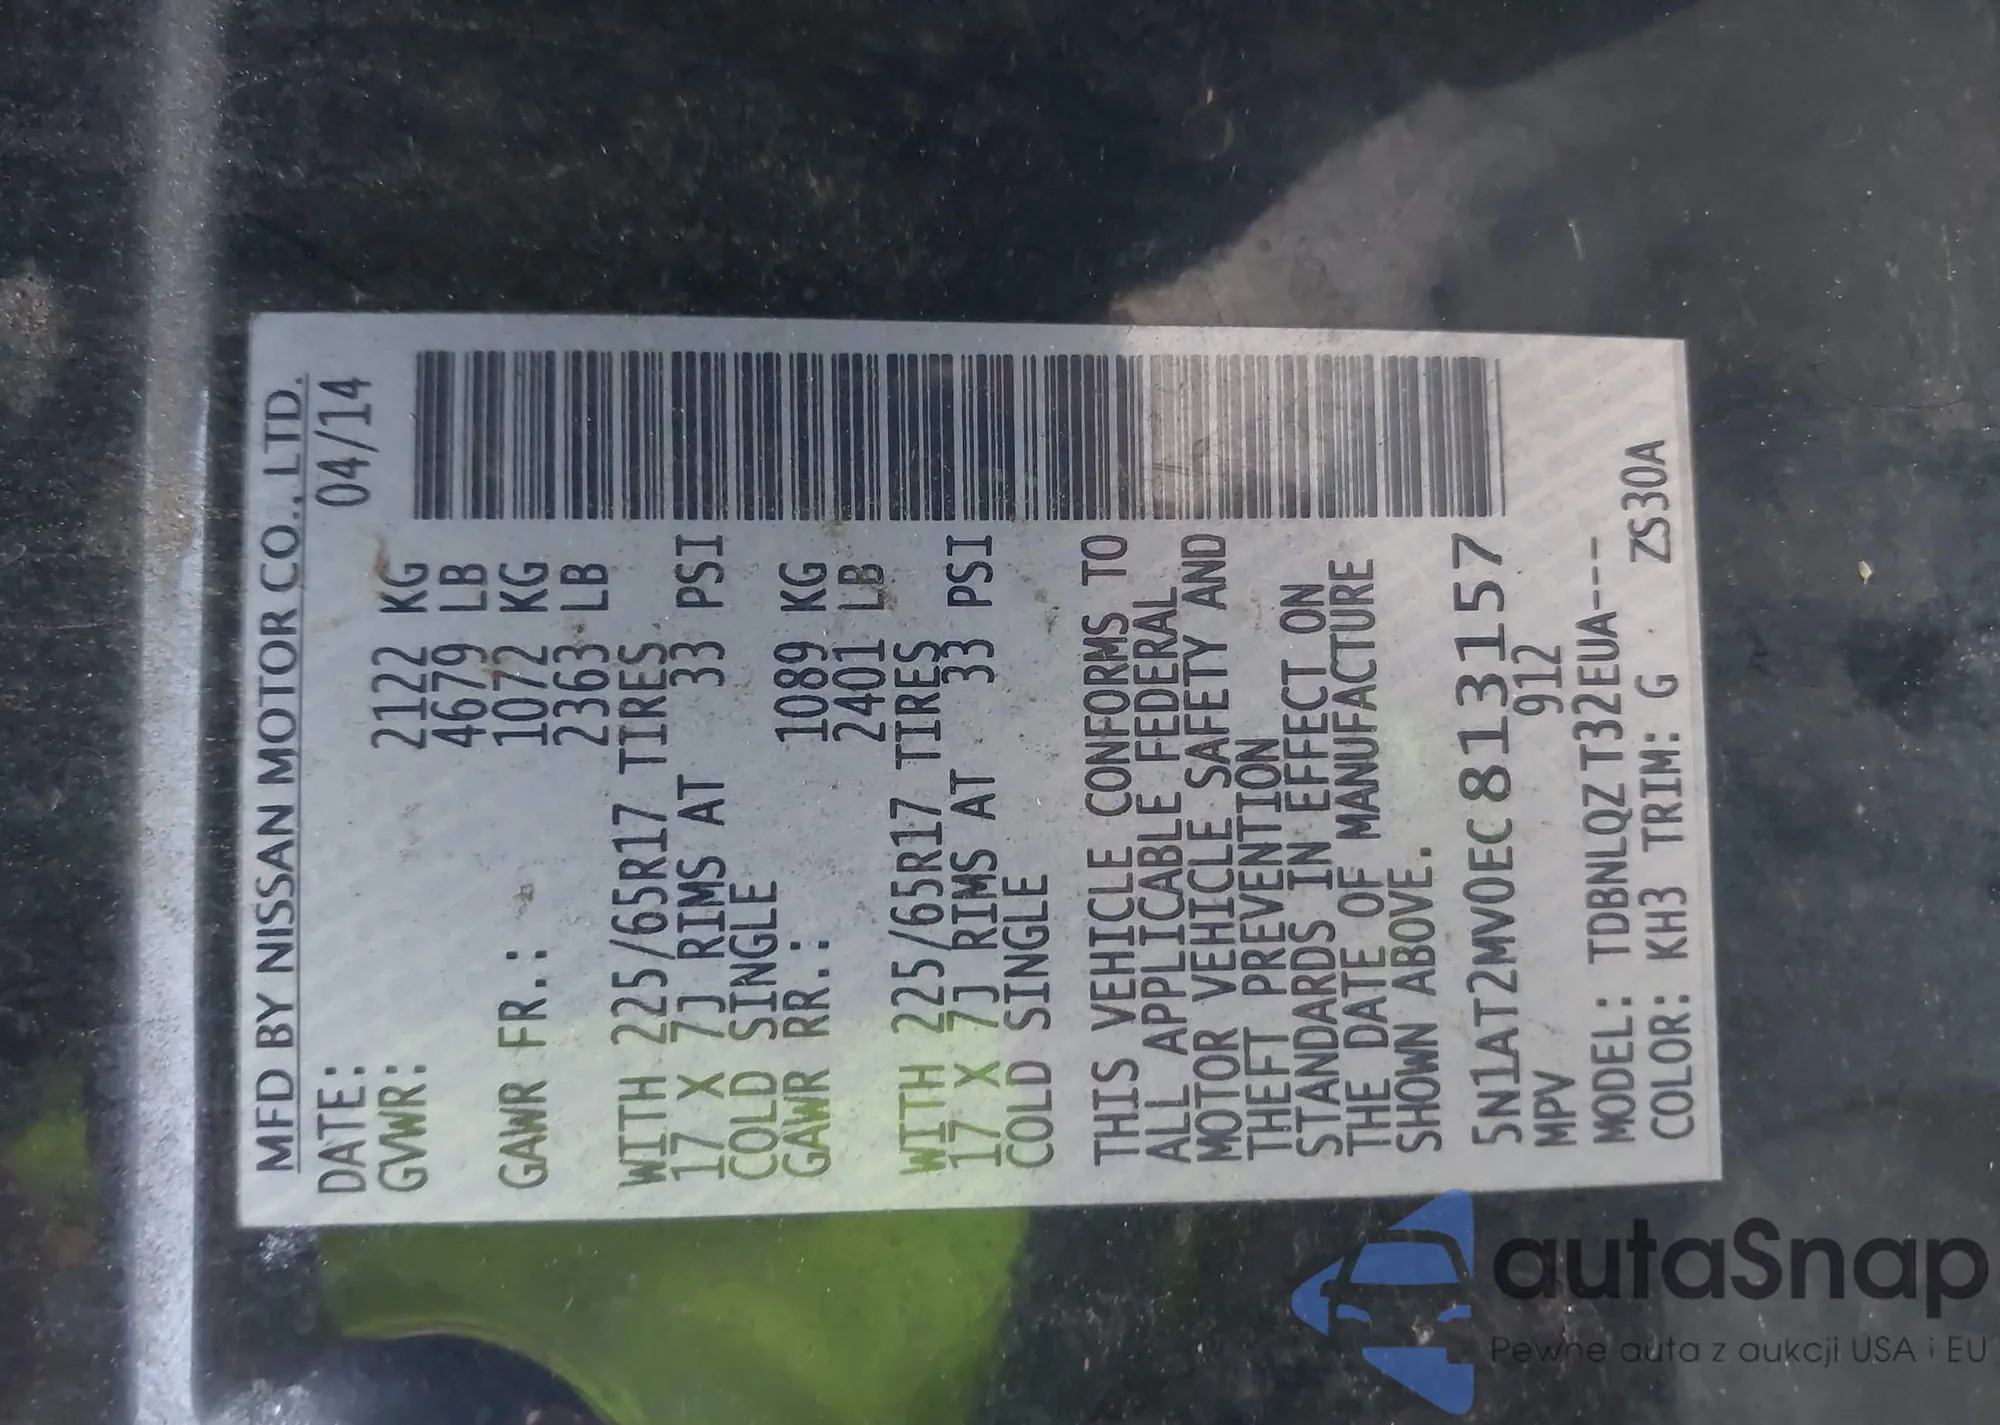 MFD BY NISSAN MOTOR CO., LTD.
DATE: 04/14
GVWR: 2122 KG
4679 LB
GAWR FR.: 1072 KG
2363 LB
WITH 225/65R17 TIRES
17 X 7J RIMS AT 33 PSI
COLD SINGLE
GAWR RR.: 1089 KG
2401 LB
WITH 225/65R17 TIRES
17 X 7J RIMS AT 33 PSI
COLD SINGLE
THIS VEHICLE CONFORMS TO
ALL APPLICABLE FEDERAL
MOTOR VEHICLE SAFETY AND
THEFT PREVENTION
STANDARDS IN EFFECT ON
THE DATE OF MANUFACTURE
SHOWN ABOVE.
5N1AT2MV0EC813157
MPV 912
MODEL: TDBNLQZ T32EUA---
COLOR: KH3 TRIM: G ZS30A
autaSnap
Pewne auta z aukcji USA i EU